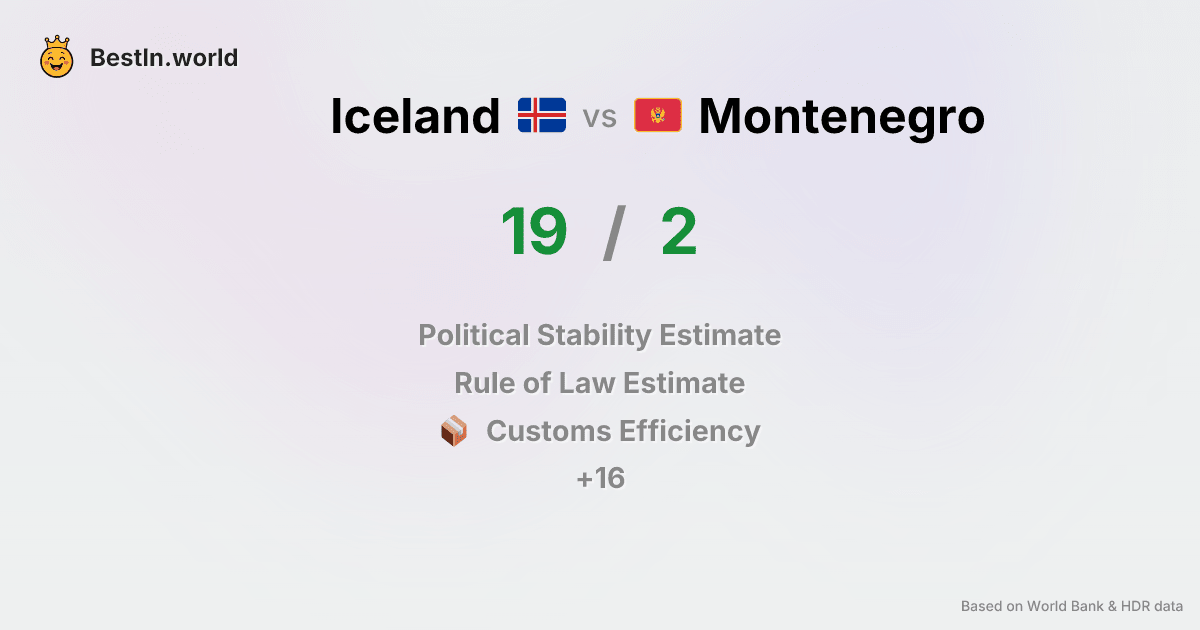 BestIn.world
Iceland vs Montenegro
19 / 2
Political Stability Estimate
Rule of Law Estimate
Customs Efficiency
+16
Based on World Bank & HDR data